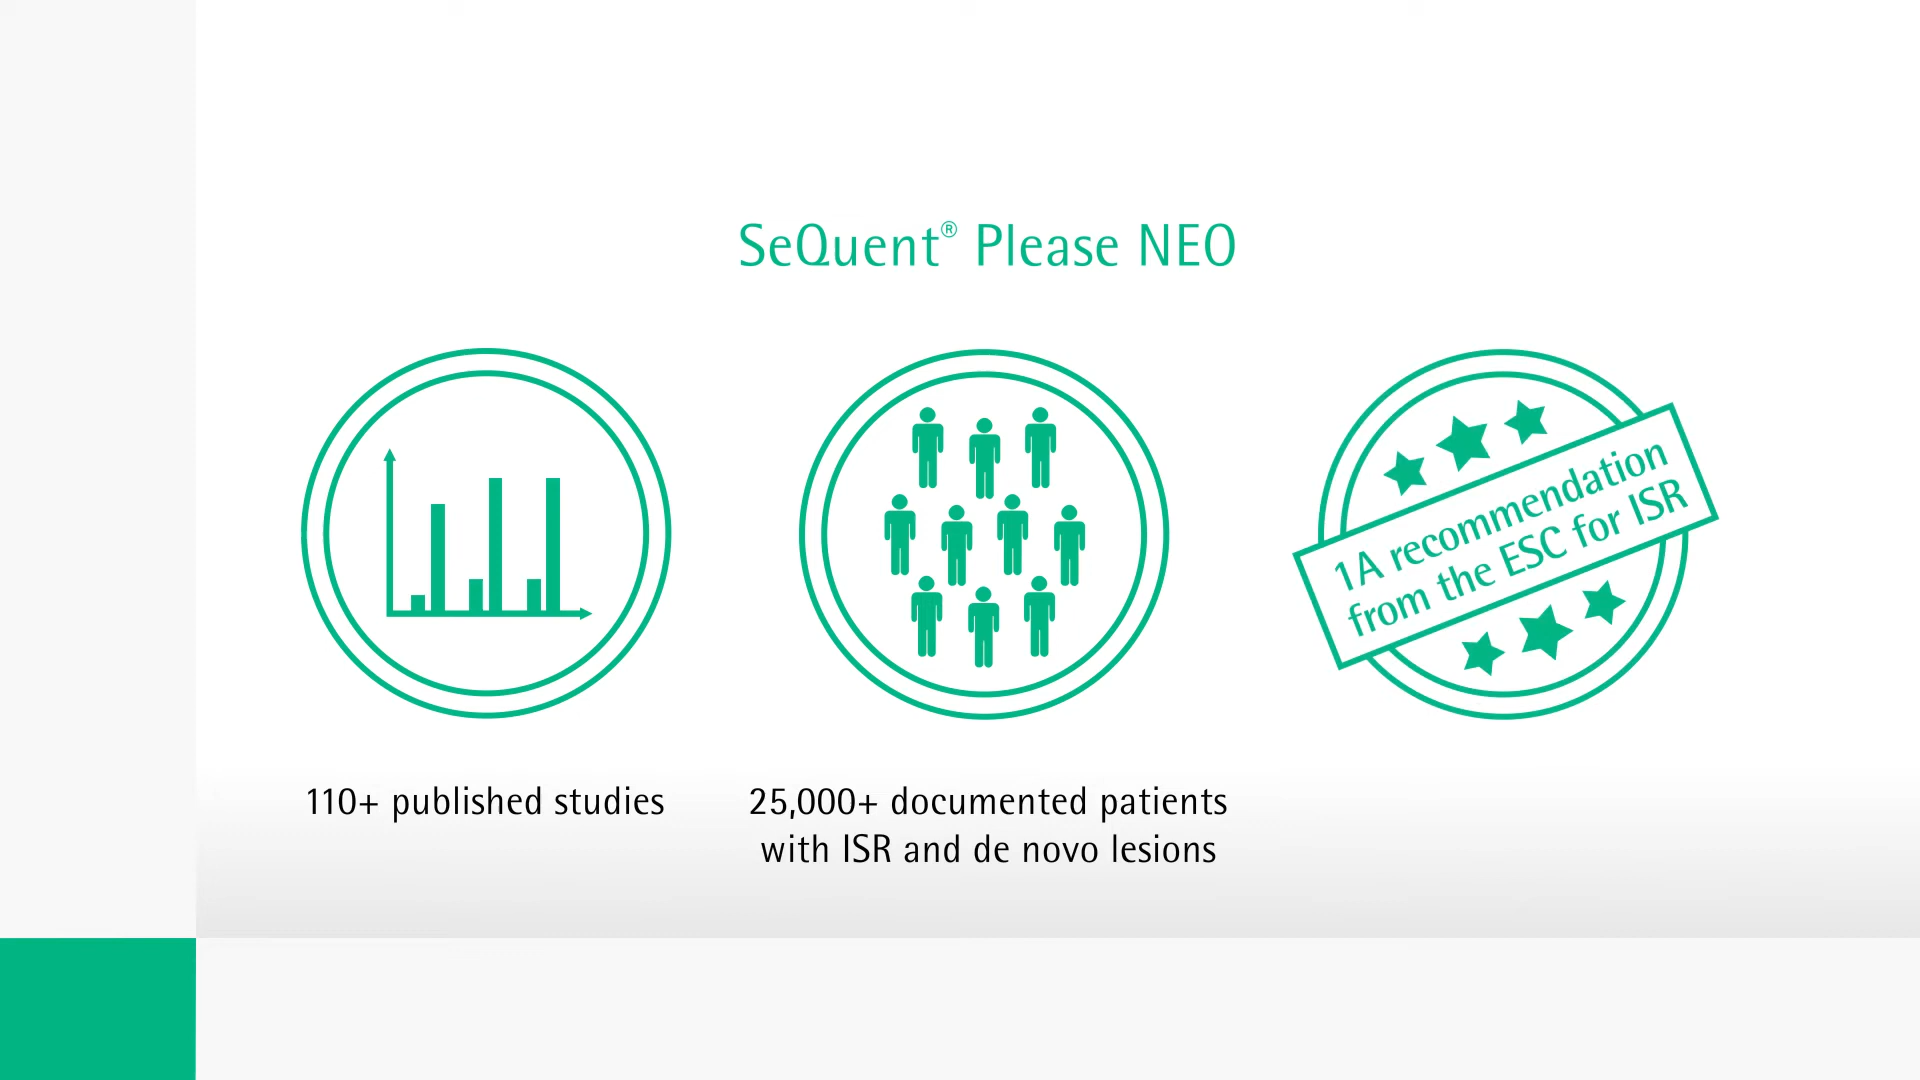 SeQuent® Please NEO
110+ published studies
25,000+ documented patients
with ISR and de novo lesions
1A recommendation
from the ESC for ISR